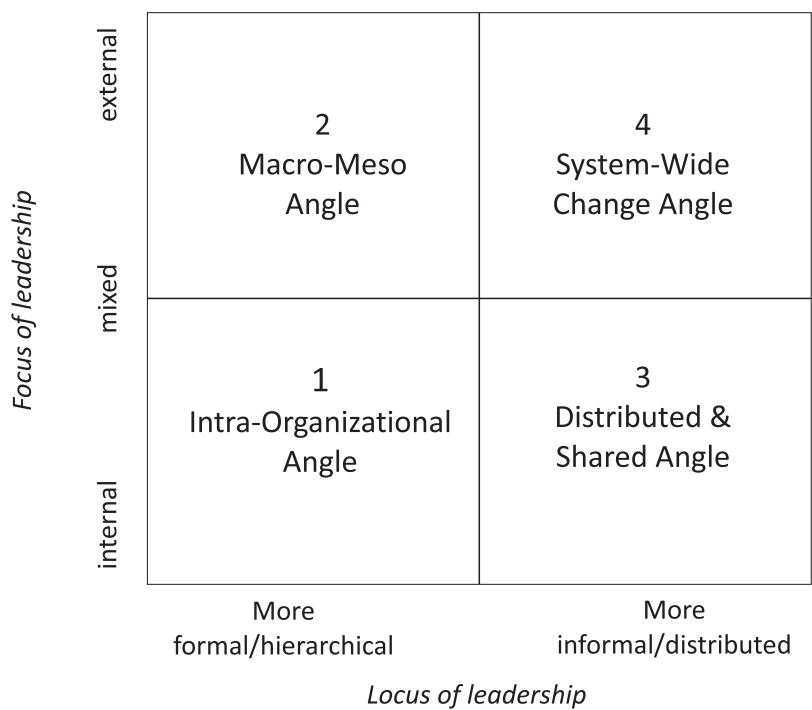 Focus of leadership
external
mixed
internal
2
Macro-Meso
Angle
4
System-Wide
Change Angle
1
Intra-Organizational
Angle
3
Distributed &
Shared Angle
More
formal/hierarchical
More
informal/distributed
Locus of leadership